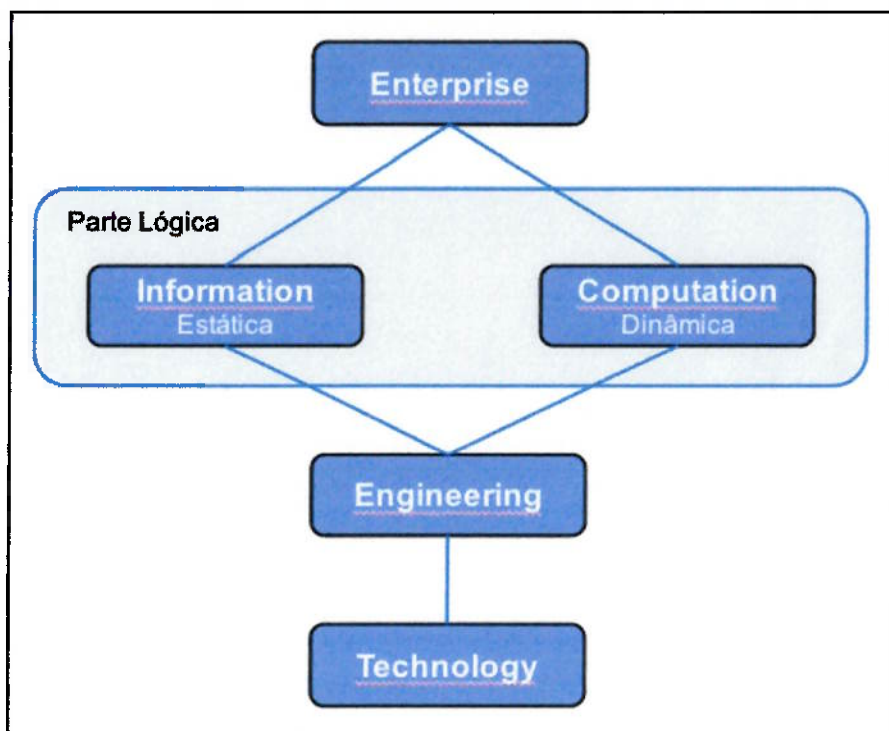 Enterprise
Parte Lógica
Information
Estática
Computation
Dinâmica
Engineering
Technology